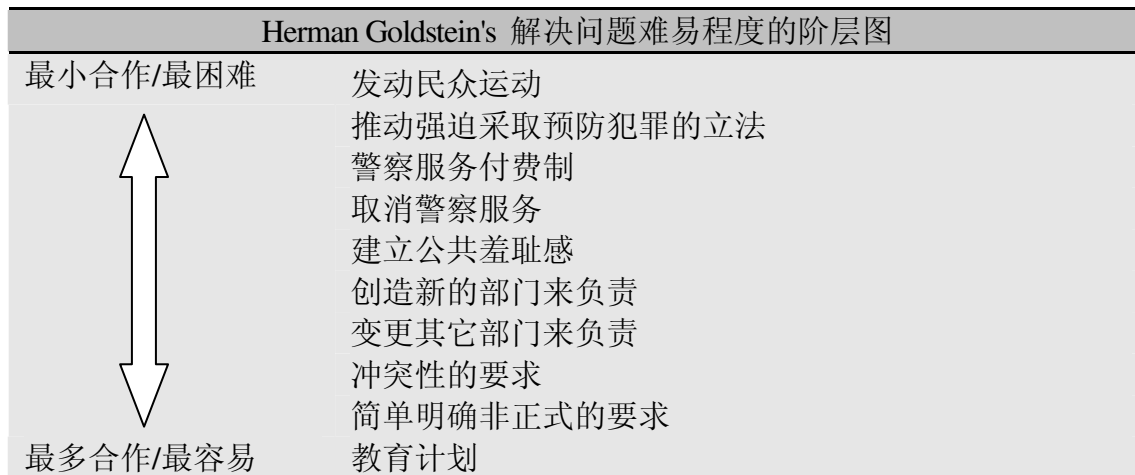 Herman Goldstein's 解决问题难易程度的阶层图
最小合作/最困难 发动民众运动
推动强迫采取预防犯罪的立法
警察服务付费制
取消警察服务
建立公共羞耻感
创造新的部门来负责
变更其它部门来负责
冲突性的要求
简单明确非正式的要求
最多合作/最容易 教育计划